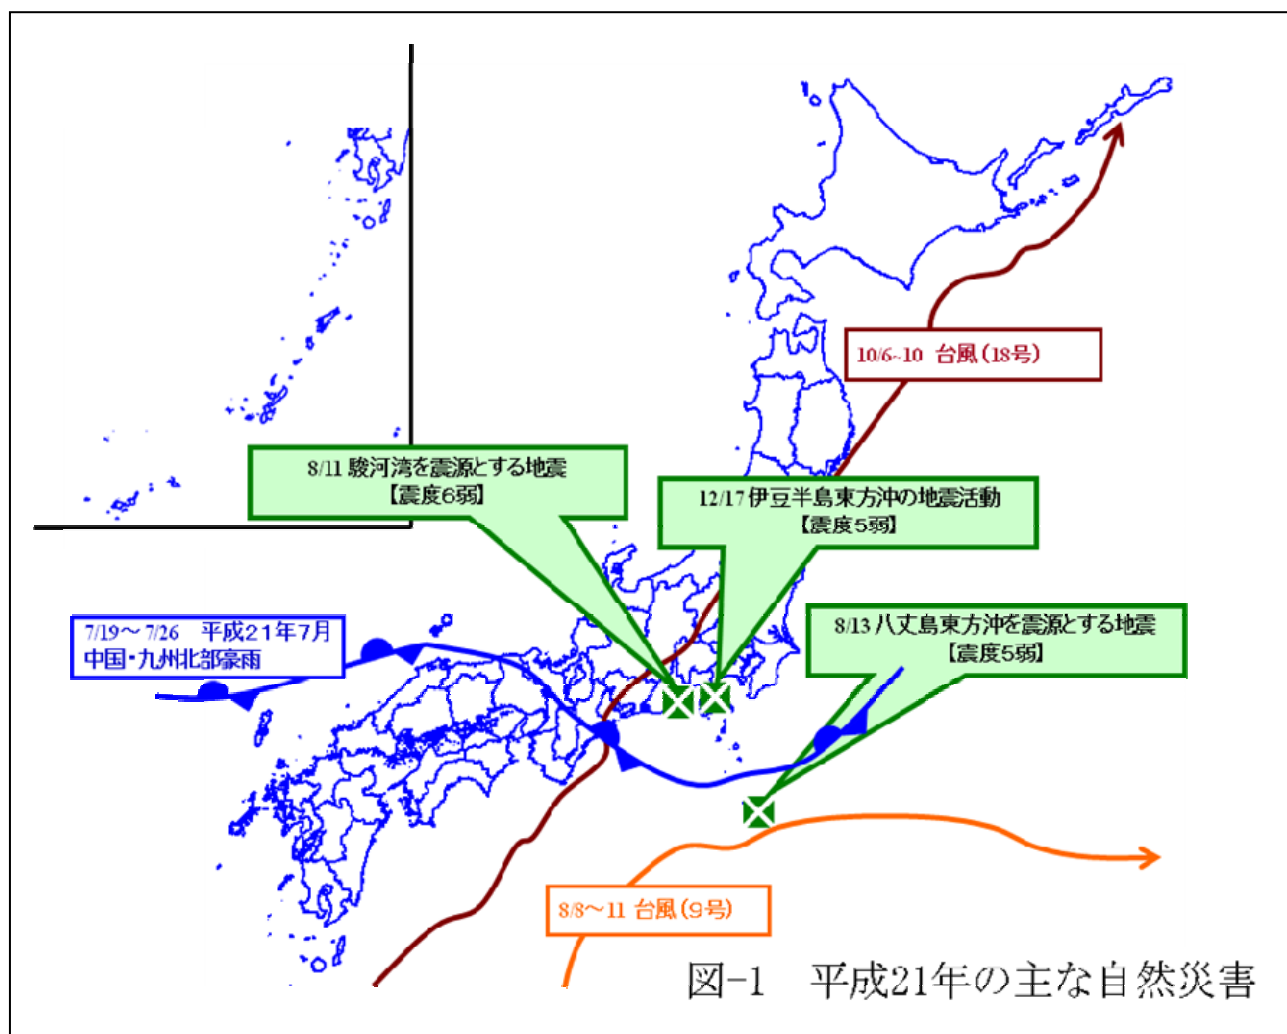 10/6~10 台風（18号）
8/11 駿河湾を震源とする地震
【震度6弱】
12/17 伊豆半島東方沖の地震活動
【震度5弱】
7/19～7/26 平成21年7月
中国・九州北部豪雨
8/13 八丈島東方沖を震源とする地震
【震度5弱】
8/8～11 台風（9号）
図-1 平成21年の主な自然災害